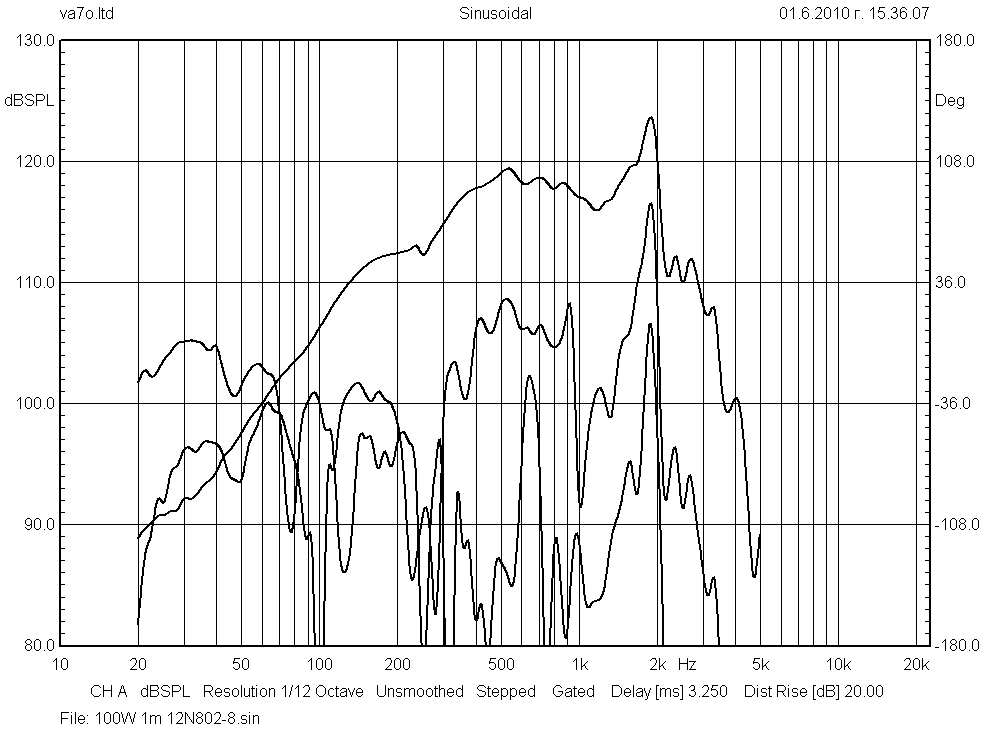 va7o.ltd Sinusoidal 01.6.2010 г. 15.36.07
130.0 180.0
dBSPL Deg
120.0 108.0
110.0 36.0
100.0 -36.0
90.0 -108.0
80.0 -180.0
10 20 50 100 200 500 1k 2k Hz 5k 10k 20k
CH A dBSPL Resolution 1/12 Octave Unsmoothed Stepped Gated Delay [ms] 3.250 Dist Rise [dB] 20.00
File: 100W 1m 12N802-8.sin